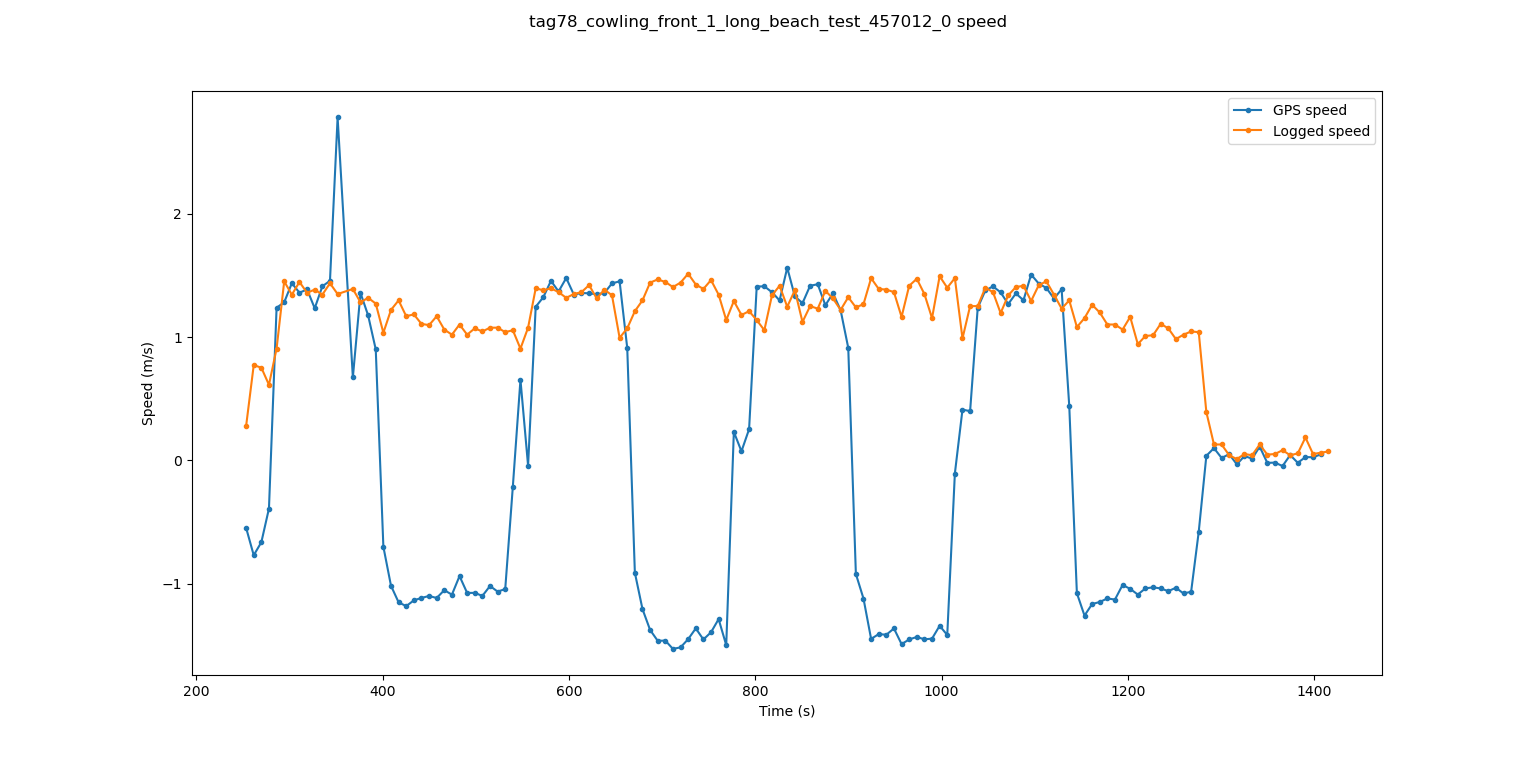 tag78_cowling_front_1_long_beach_test_457012_0 speed
GPS speed
Logged speed
2
1
0
−1
Speed (m/s)
200 400 600 800 1000 1200 1400
Time (s)